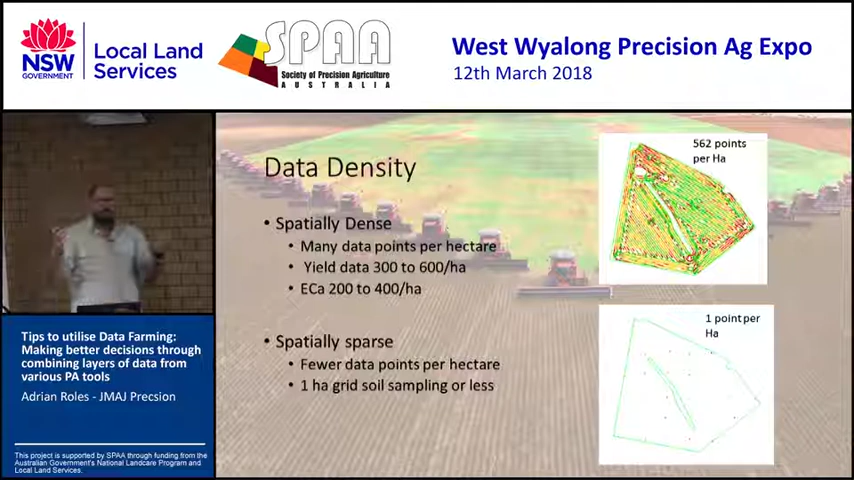 NSW
GOVERNMENT
Local Land
Services
SPAA
Society of Precision Agriculture
AUSTRALIA
West Wyalong Precision Ag Expo
12th March 2018
Data Density
• Spatially Dense
• Many data points per hectare
• Yield data 300 to 600/ha
• ECa 200 to 400/ha
• Spatially sparse
• Fewer data points per hectare
• 1 ha grid soil sampling or less
562 points
per Ha
1 point per
Ha
Tips to utilise Data Farming:
Making better decisions through
combining layers of data from
various PA tools
Adrian Roles - JMAJ Precsion
This project is supported by SPAA through funding from the
Australian Government's National Landcare Program and
Local Land Services.